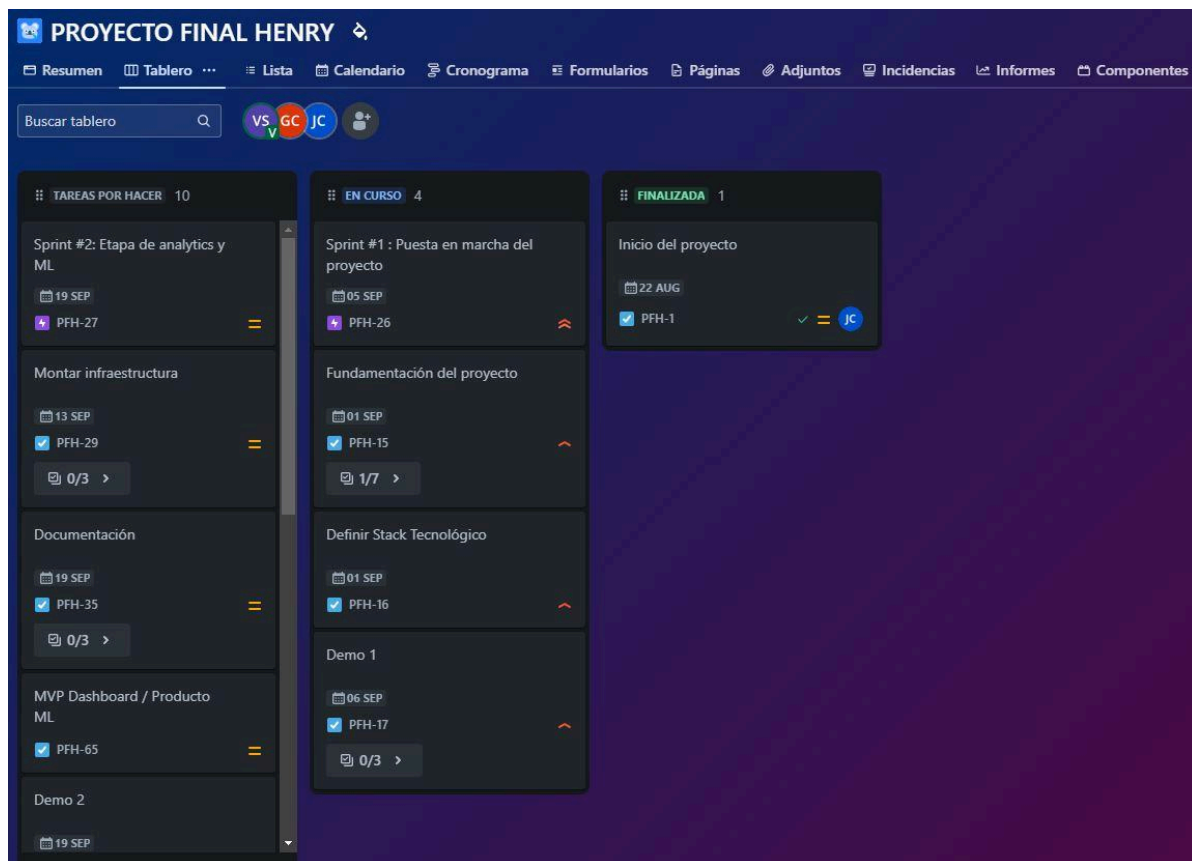 PROYECTO FINAL HENRY
Resumen Tablero ... Lista Calendario Cronograma Formularios Páginas Adjuntos Incidencias Informes Componentes
Buscar tablero VS V GC JC
TAREAS POR HACER 10
Sprint #2: Etapa de analytics y
ML
19 SEP
PFH-27
Montar infraestructura
13 SEP
PFH-29
0/3 >
Documentación
19 SEP
PFH-35
0/3 >
MVP Dashboard / Producto
ML
PFH-65
Demo 2
19 SEP
EN CURSO 4
Sprint #1 : Puesta en marcha del
proyecto
05 SEP
PFH-26
Fundamentación del proyecto
01 SEP
PFH-15
1/7 >
Definir Stack Tecnológico
01 SEP
PFH-16
Demo 1
06 SEP
PFH-17
0/3 >
FINALIZADA 1
Inicio del proyecto
22 AUG
PFH-1 JC